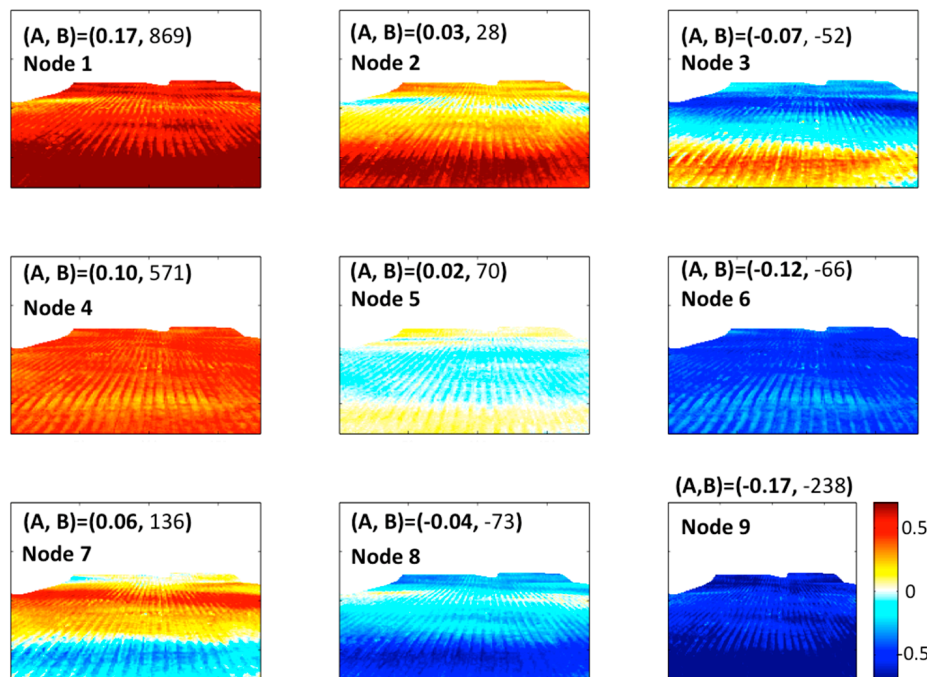 (A, B)=(0.17, 869)
Node 1
(A, B)=(0.03, 28)
Node 2
(A, B)=(-0.07, -52)
Node 3
(A, B)=(0.10, 571)
Node 4
(A, B)=(0.02, 70)
Node 5
(A, B)=(-0.12, -66)
Node 6
(A, B)=(0.06, 136)
Node 7
(A, B)=(-0.04, -73)
Node 8
(A,B)=(-0.17, -238)
Node 9
0.5
0
-0.5